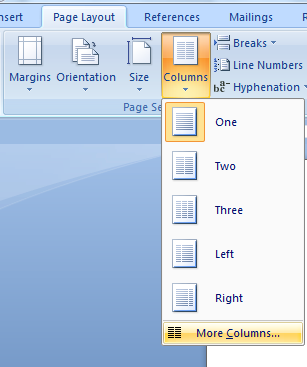 nsert Page Layout References Mailings
Margins Orientation Size Columns
Breaks
Line Numbers
Hyphenation
Page Se
One
Two
Three
Left
Right
More Columns...